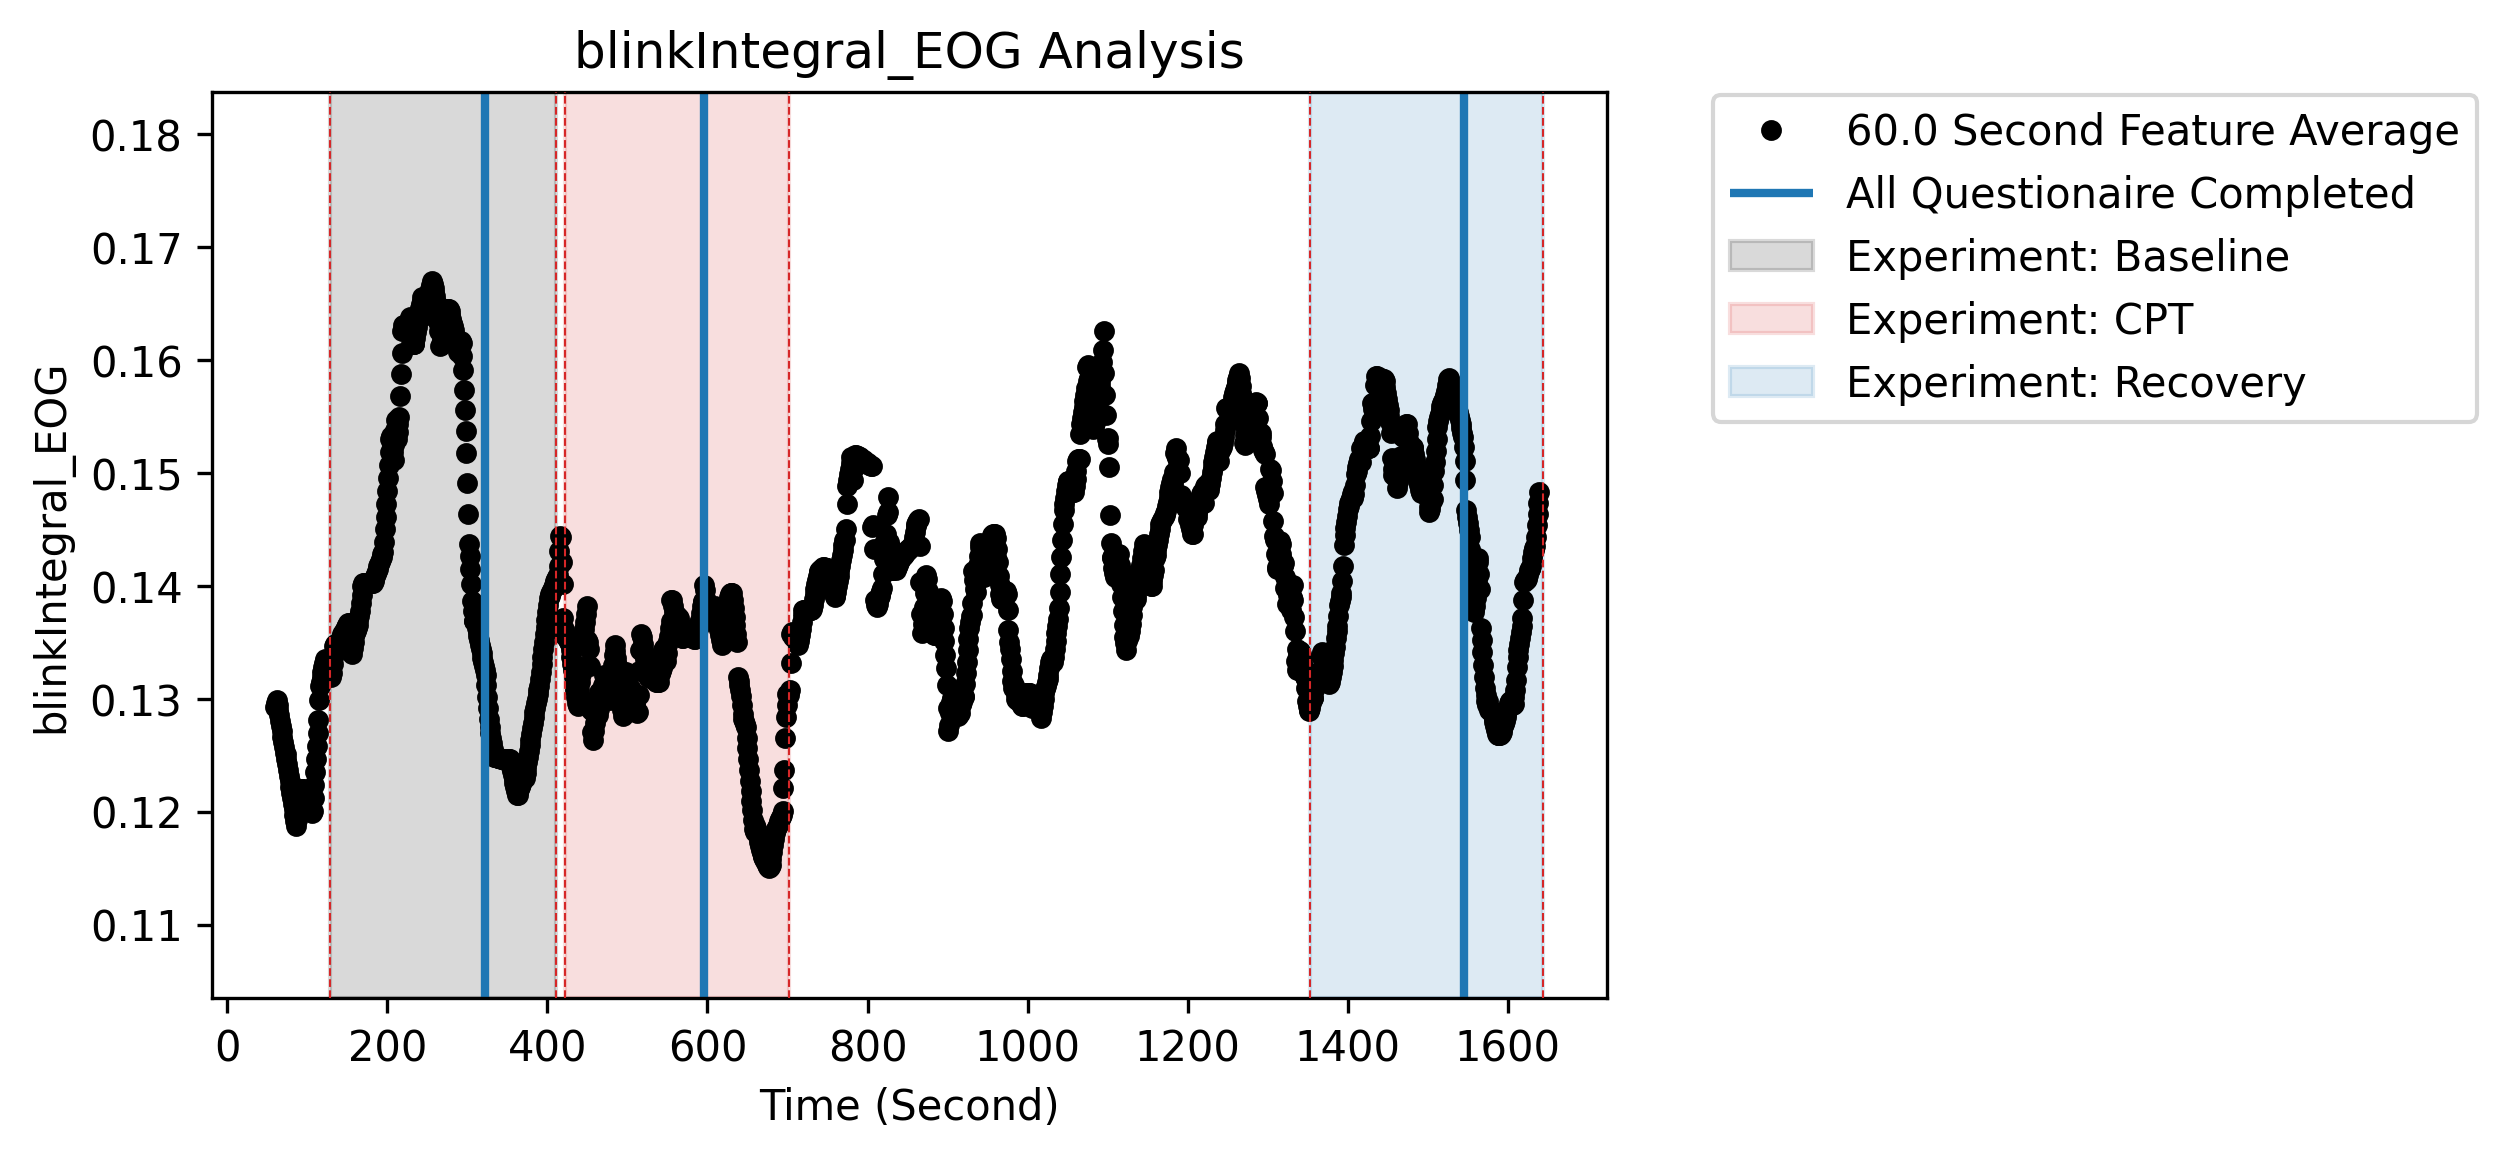 blinkIntegral_EOG Analysis
60.0 Second Feature Average
All Questionaire Completed
Experiment: Baseline
Experiment: CPT
Experiment: Recovery
blinkIntegral_EOG
0.18
0.17
0.16
0.15
0.14
0.13
0.12
0.11
0 200 400 600 800 1000 1200 1400 1600
Time (Second)